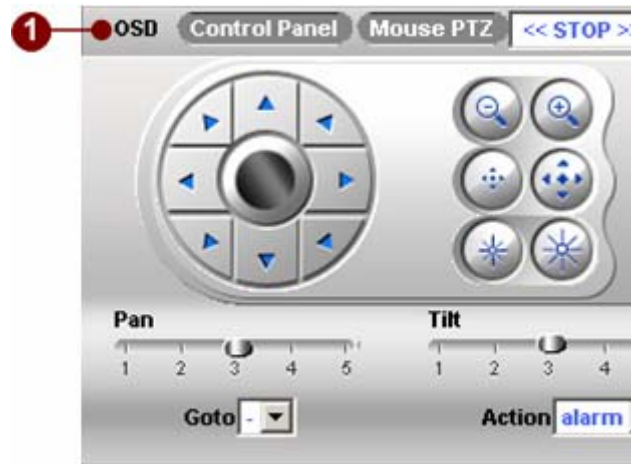 1 OSD Control Panel Mouse PTZ << STOP >>
Pan Tilt
1 2 3 4 5 1 2 3 4
Goto - Action alarm